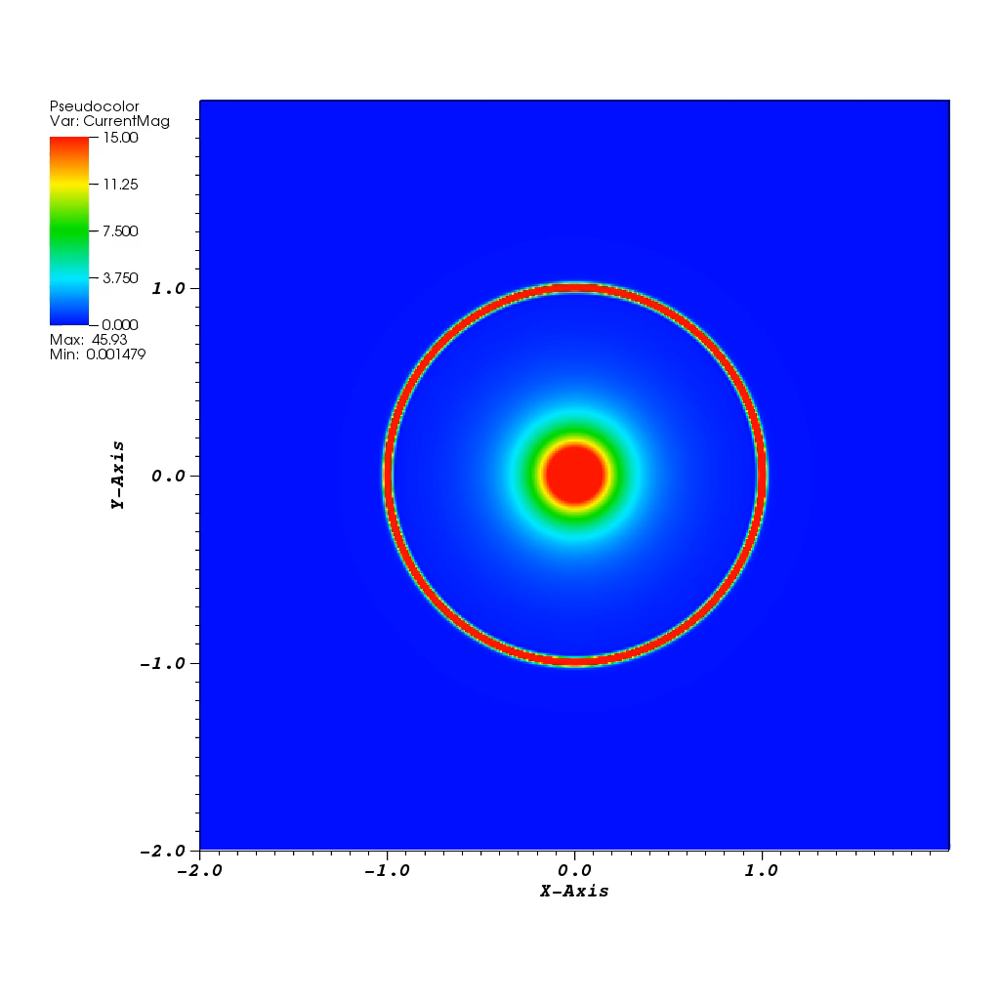 Pseudocolor
Var: CurrentMag
15.00
11.25
7.500
3.750
0.000
Max: 45.93
Min: 0.001479
1.0
0.0
-1.0
-2.0
Y-Axis
-2.0 -1.0 0.0 1.0
X-Axis